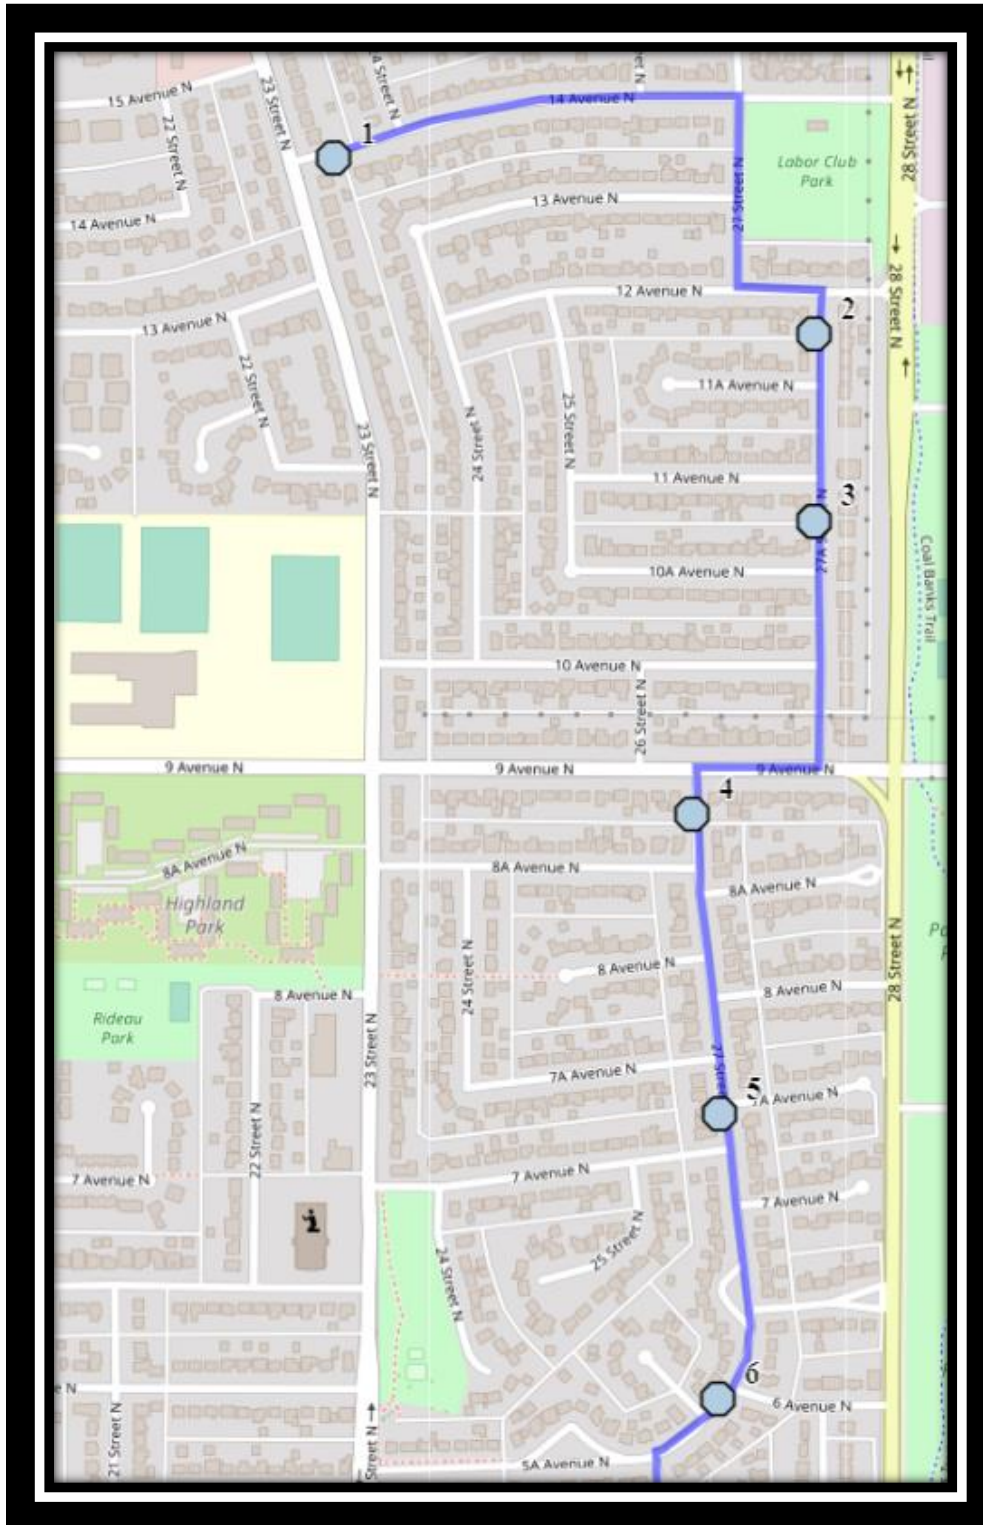 15 Avenue N
23 Street N
22 Street N
1
14 Avenue N
28 Street N
Labor Club
Park
27 Street N
13 Avenue N
14 Avenue N
12 Avenue N
28 Street N
2
13 Avenue N
22 Street N
11A Avenue N
25 Street N
24 Street N
23 Street N
11 Avenue N
3
10A Avenue N
Coal Banks Trail
10 Avenue N
26 Street N
9 Avenue N
9 Avenue N
9 Avenue N
4
8A Avenue N
8A Avenue N
8A Avenue N
Highland
Park
28 Street N
24 Street N
8 Avenue N
8 Avenue N
8 Avenue N
Rideau
Park
23 Street N
7A Avenue N
5
7A Avenue N
22 Street N
7 Avenue N
7 Avenue N
7 Avenue N
25 Street N
24 Street N
6
6 Avenue N
21 Street N
Street N
5A Avenue N